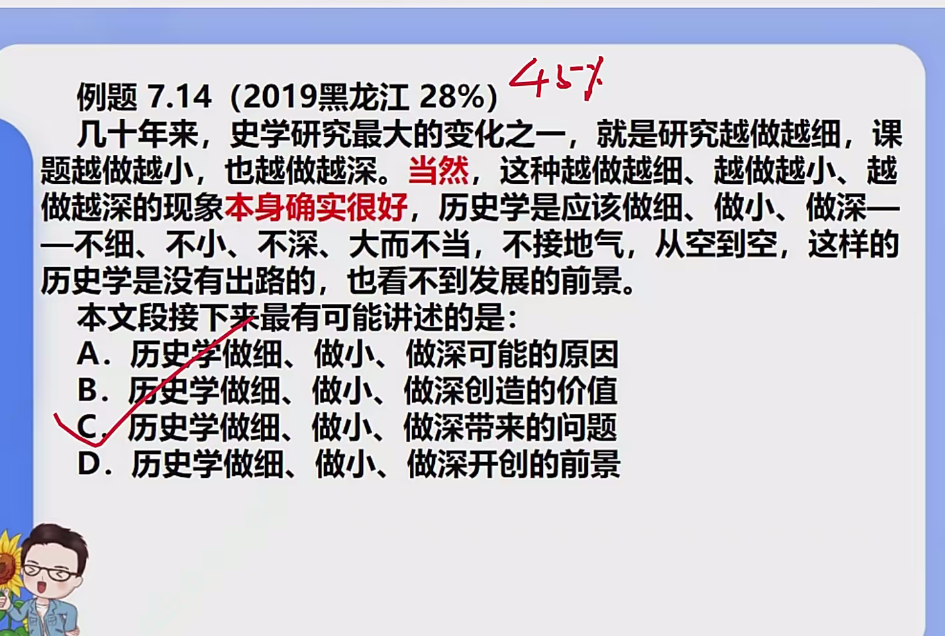 例题 7.14（2019黑龙江 28%）45%
几十年来，史学研究最大的变化之一，就是研究越做越细，课
题越做越小，也越做越深。当然，这种越做越细、越做越小、越
做越深的现象本身确实很好，历史学是应该做细、做小、做深—
—不细、不小、不深、大而不当，不接地气，从空到空，这样的
历史学是没有出路的，也看不到发展的前景。
本文段接下来最有可能讲述的是：
A．历史学做细、做小、做深可能的原因
B．历史学做细、做小、做深创造的价值
C．历史学做细、做小、做深带来的问题
D．历史学做细、做小、做深开创的前景